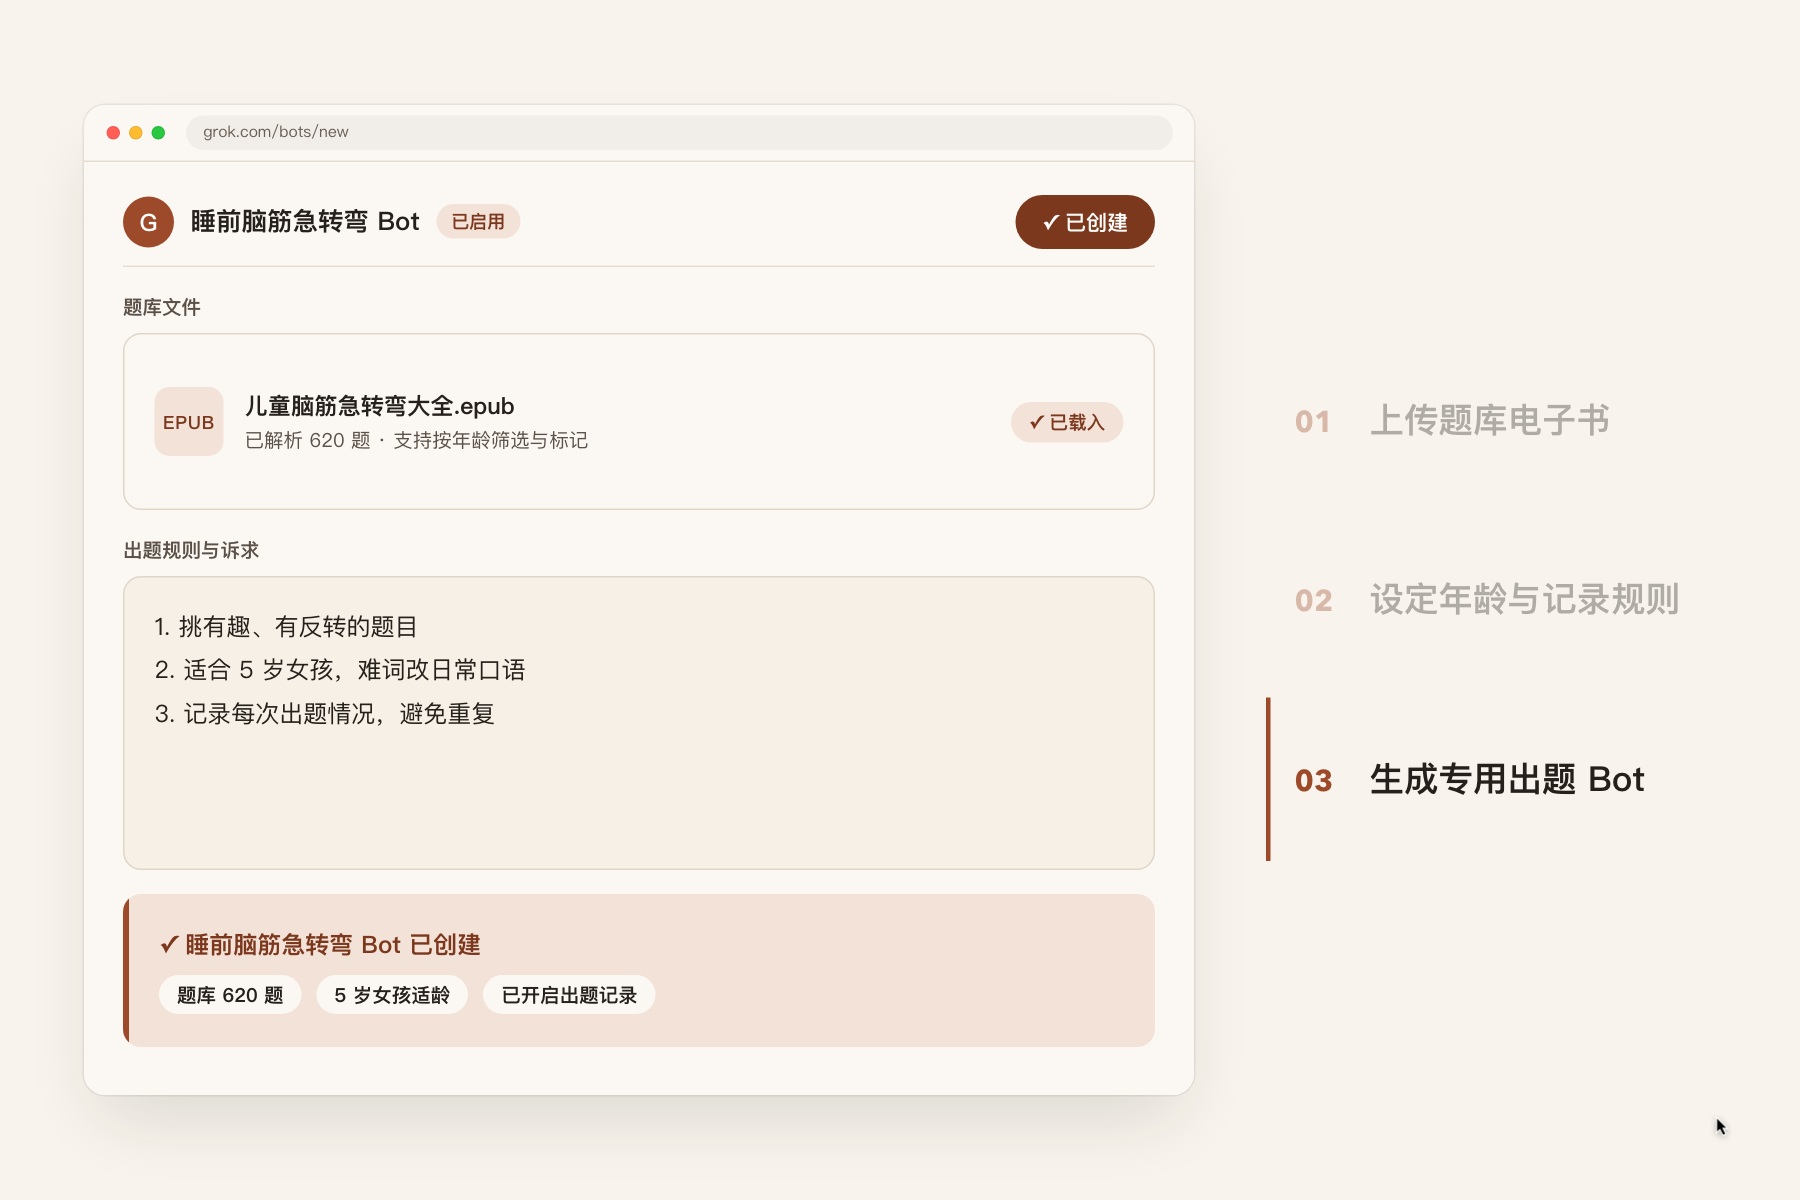 grok.com/bots/new
G 睡前脑筋急转弯 Bot 已启用 ✓ 已创建
题库文件
EPUB 儿童脑筋急转弯大全.epub
已解析 620 题 · 支持按年龄筛选与标记
✓ 已载入
出题规则与诉求
1. 挑有趣、有反转的题目
2. 适合 5 岁女孩，难词改日常口语
3. 记录每次出题情况，避免重复
✓ 睡前脑筋急转弯 Bot 已创建
题库 620 题 5 岁女孩适龄 已开启出题记录
01 上传题库电子书
02 设定年龄与记录规则
03 生成专用出题 Bot